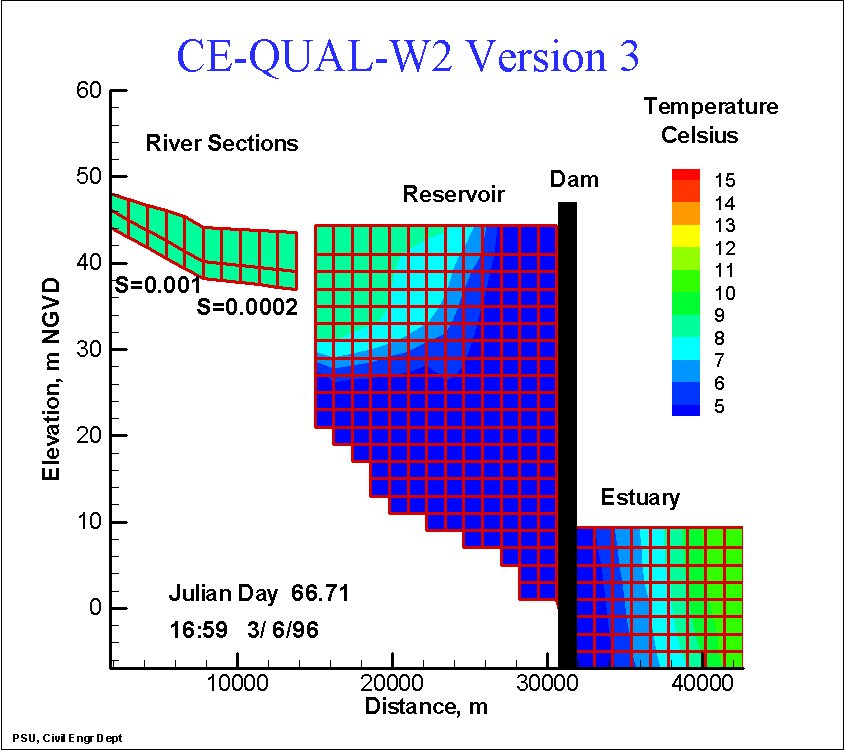 CE-QUAL-W2 Version 3
60
50
40
30
20
10
0
Elevation, m NGVD
River Sections
S=0.001
S=0.0002
Reservoir
Dam
Temperature
Celsius
15
14
13
12
11
10
9
8
7
6
5
Estuary
Julian Day 66.71
16:59 3/ 6/96
10000
20000
30000
40000
Distance, m
PSU, Civil Engr Dept